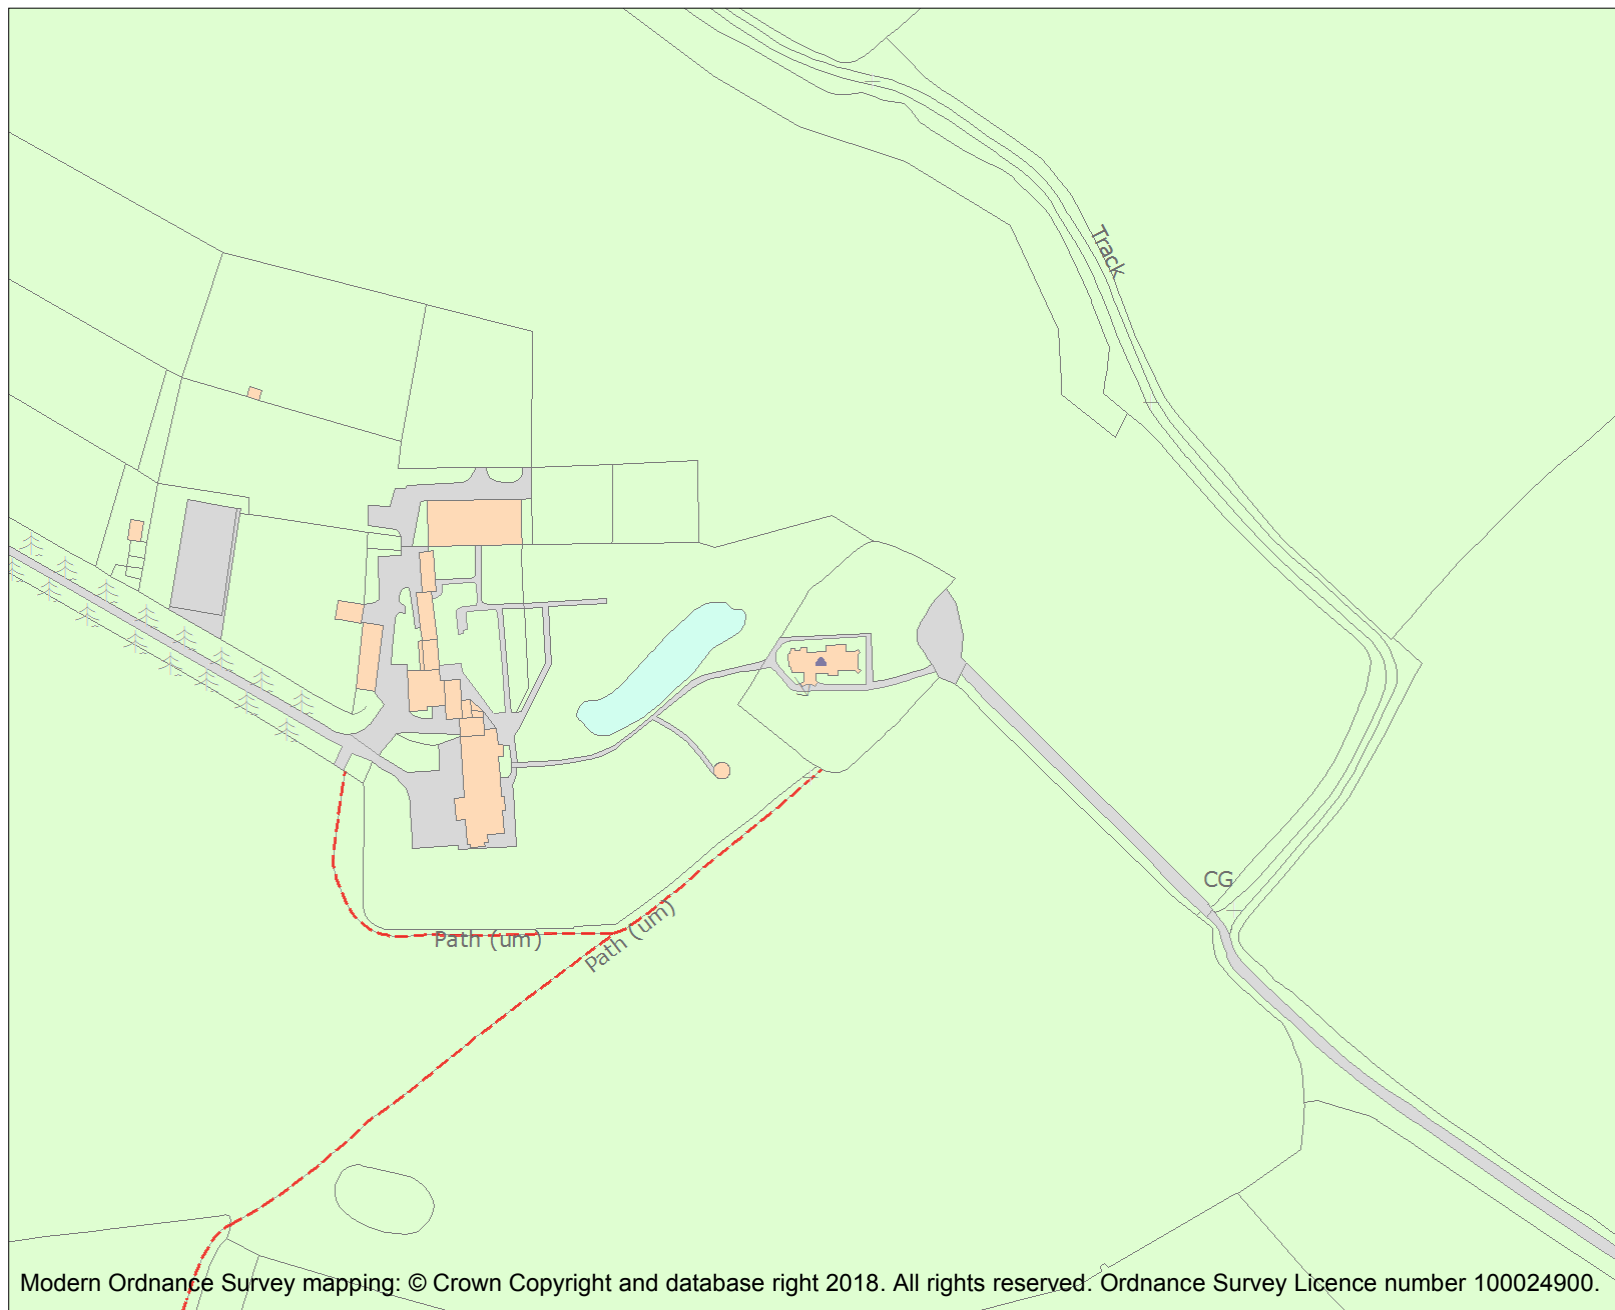 Track
CG
Path (um)
Path (um)
Modern Ordnance Survey mapping: © Crown Copyright and database right 2018. All rights reserved. Ordnance Survey Licence number 100024900.